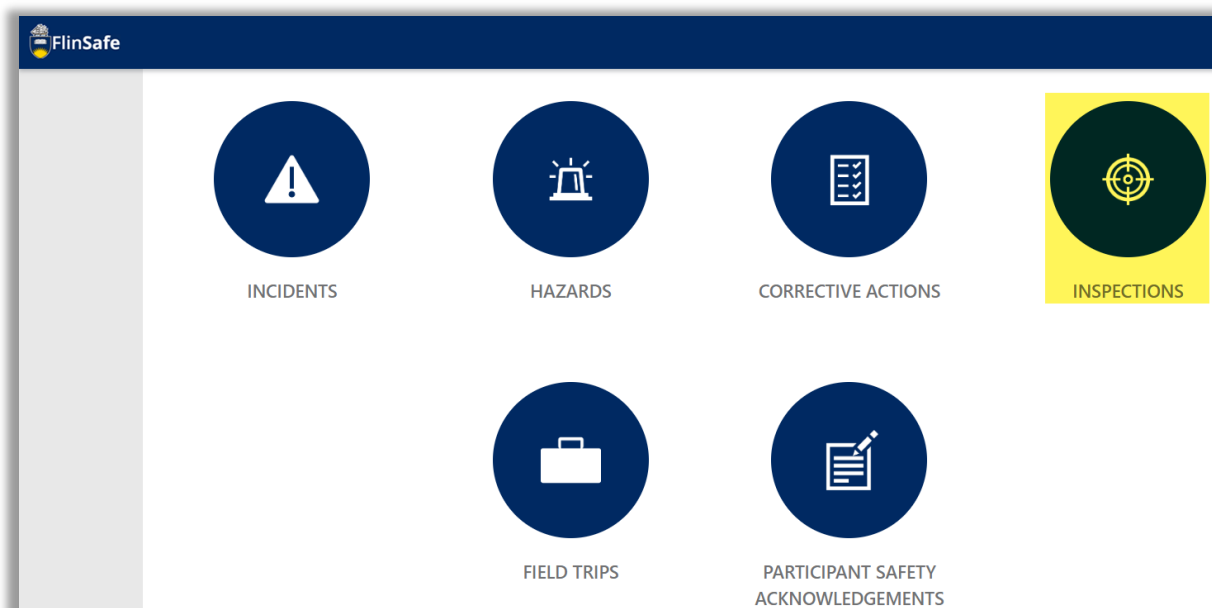 FlinSafe
INCIDENTS
HAZARDS
CORRECTIVE ACTIONS
INSPECTIONS
FIELD TRIPS
PARTICIPANT SAFETY
ACKNOWLEDGEMENTS